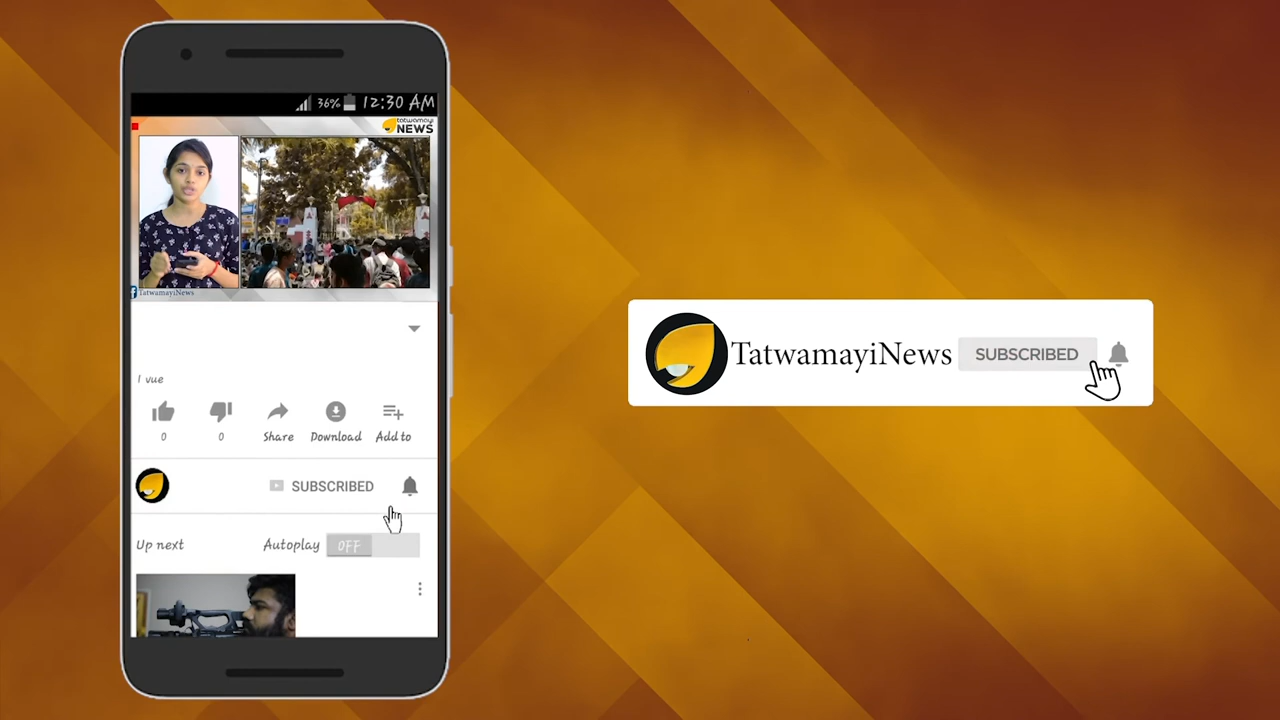 36% 12:30 AM
tatwamayi
NEWS
TatwamayiNews
1 vue
0 0 Share Download Add to
SUBSCRIBED
Up next Autoplay OFF
TatwamayiNews SUBSCRIBED